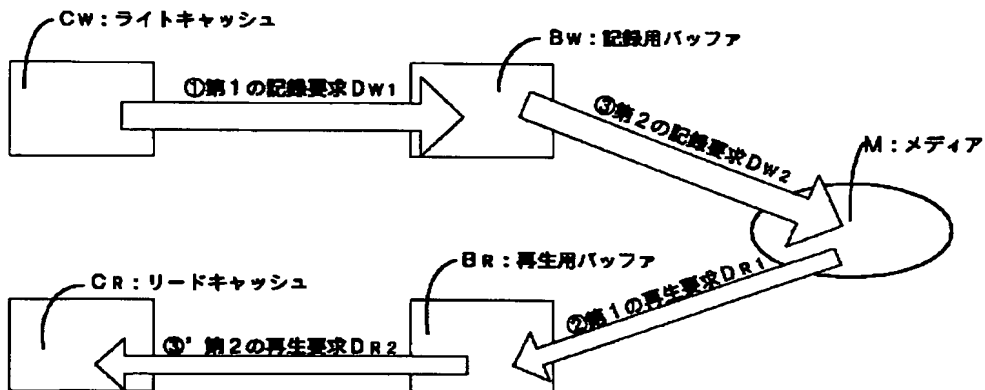 CW:ライトキャッシュ
BW:記録用バッファ
①第1の記録要求DW1
③第2の記録要求DW2
M:メディア
BR:再生用バッファ
②第1の再生要求DR1
CR:リードキャッシュ
③'第2の再生要求DR2